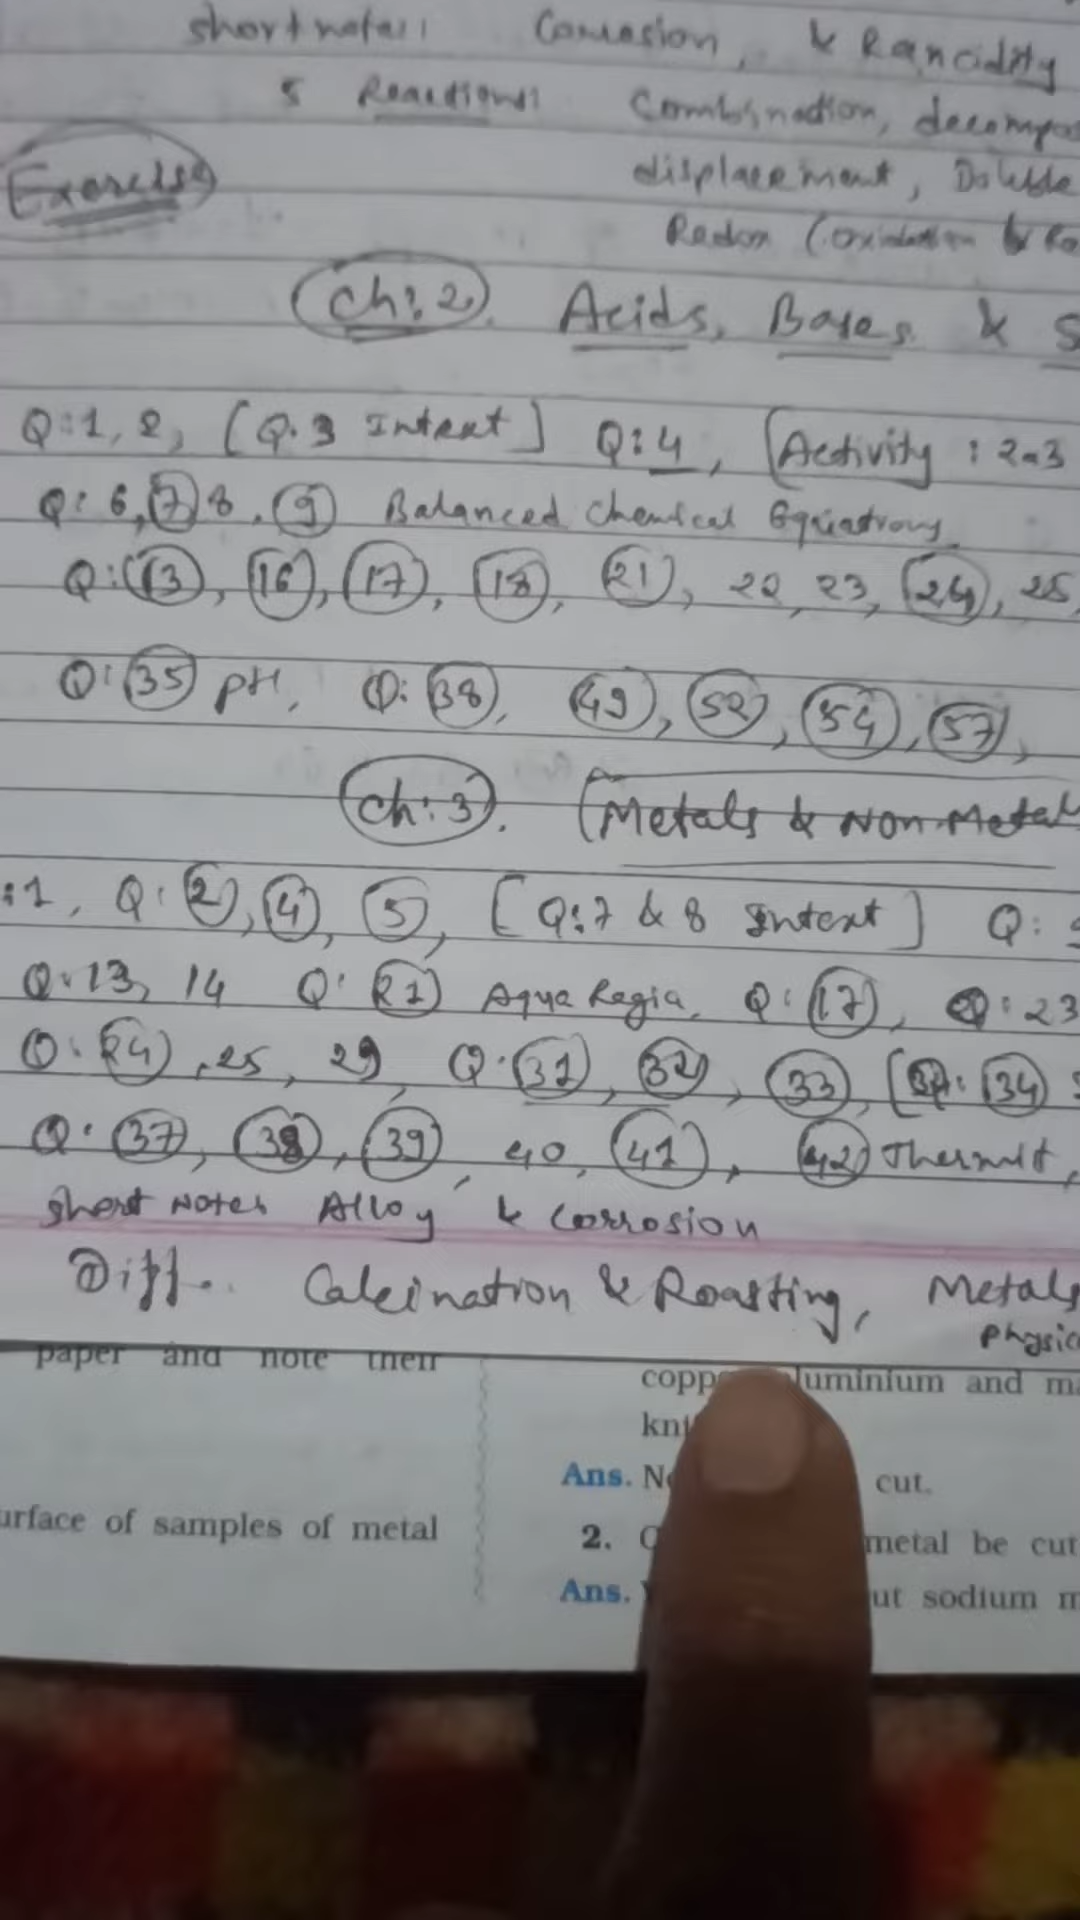 short notes: Corrosion, & Rancidity
5 Reactions: Combination, decompos
displacement, Double
Exercise
Redox (oxidation & Re
Ch:2. Acids, Bases & S
Q:1, 2, [Q.3 Intext] Q:4, [Activity : 2.3
Q: 6, 7, 8, 9 Balanced Chemical Equations
Q: 13, 16, 17, 18, 21, 22, 23, 24, 25,
Q: 35 pH, Q: 38, 49, 52, 54, 57,
Ch:3. (Metals & Non-Metal
:1, Q: 2, 4, 5, [Q:7 & 8 Intext] Q:
Q.13, 14 Q: 21 Aqua Regia, Q: 17, Q: 23
Q. 24, 25, 29, Q. 31, 32, 33, [Q: 34
Q. 37, 38, 39, 40, 41, 42 Thermit,
Short Notes Alloy & Corrosion
Diff. Calcination & Roasting, Metals
Physic
paper and note their
luminium and ma
Ans. cut.
urface of samples of metal
2. metal be cut
Ans. ut sodium m